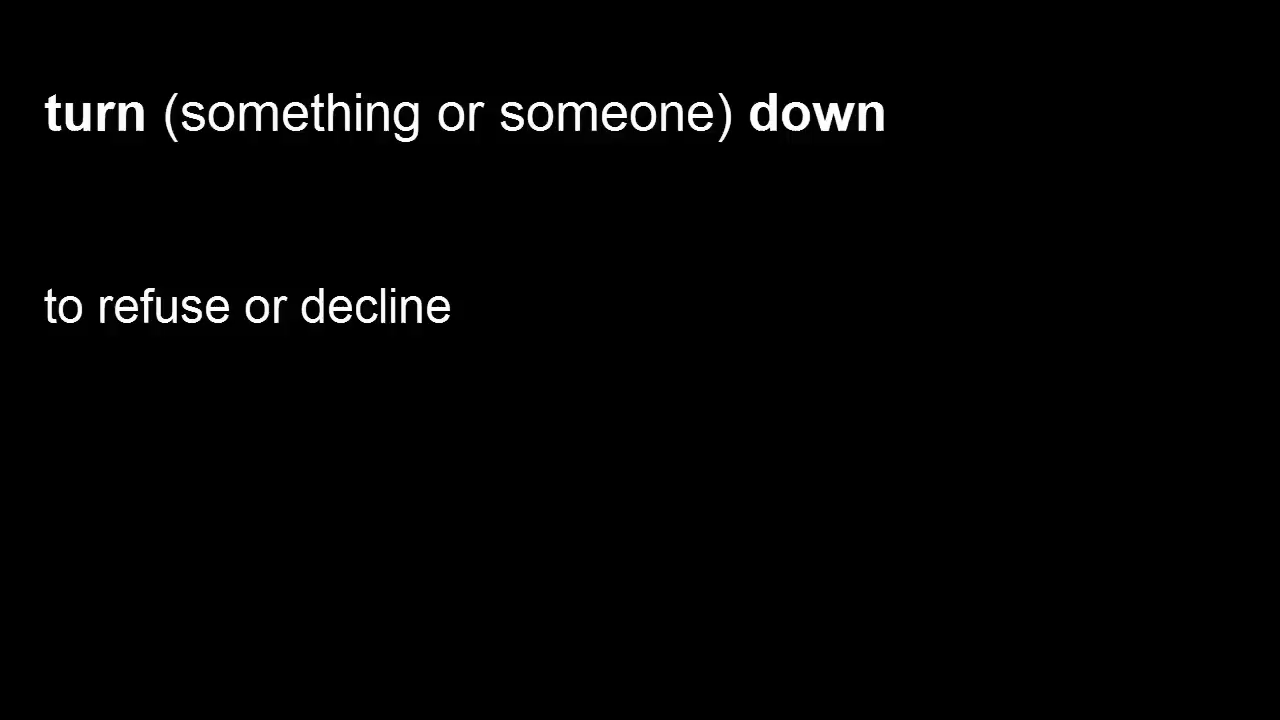 turn (something or someone) down
to refuse or decline